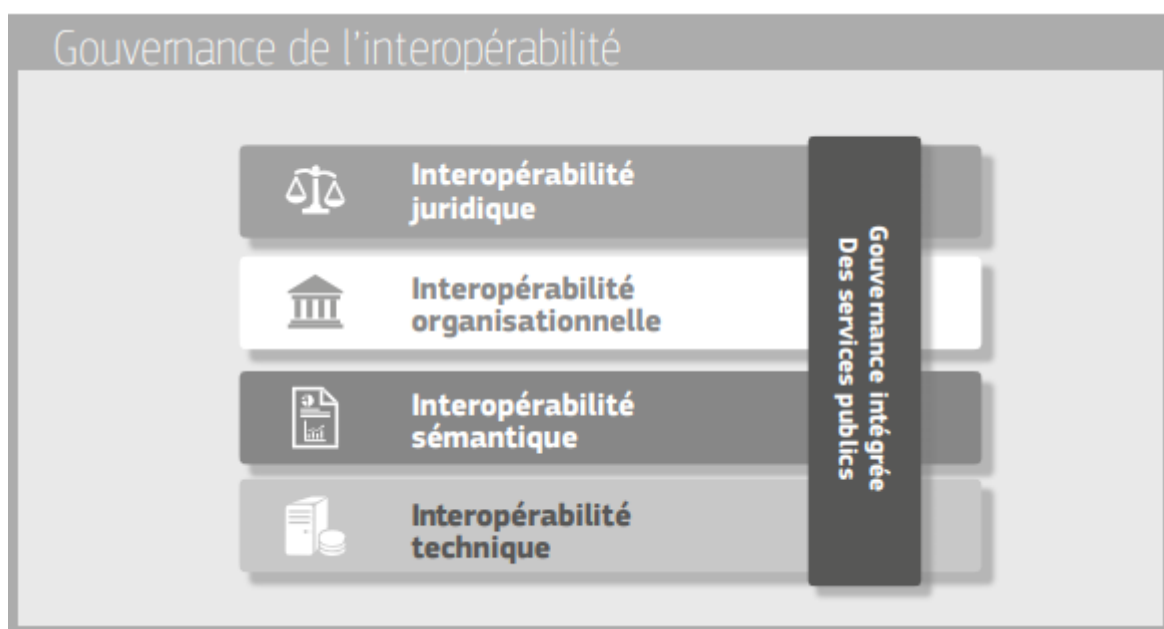 Gouvernance de l'interopérabilité
Interopérabilité
juridique
Interopérabilité
organisationnelle
Interopérabilité
sémantique
Interopérabilité
technique
Gouvernance intégrée
Des services publics